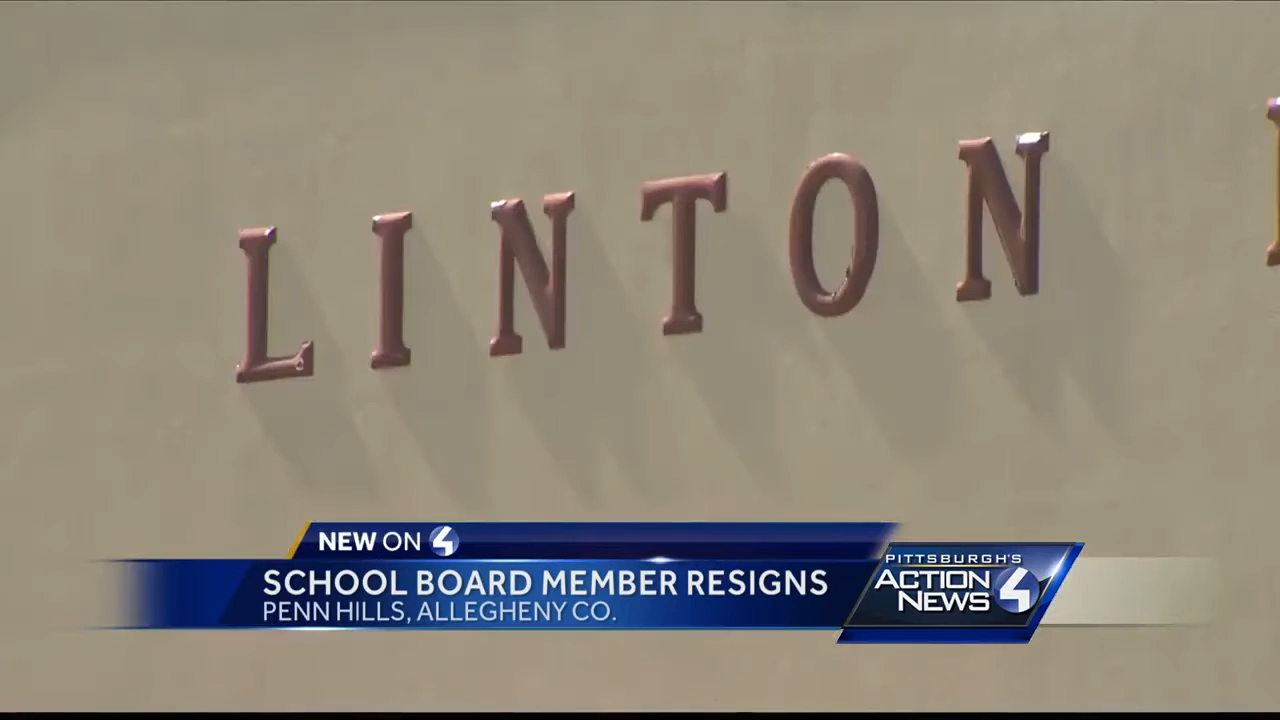 LINTON
NEW ON 4
SCHOOL BOARD MEMBER RESIGNS
PENN HILLS, ALLEGHENY CO.
PITTSBURGH'S
ACTION
NEWS 4